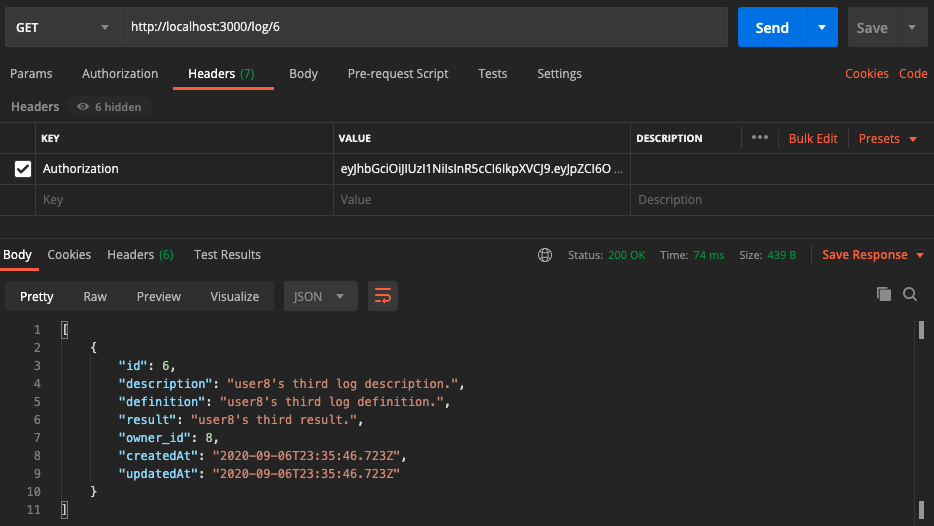 GET http://localhost:3000/log/6 Send Save
Params Authorization Headers (7) Body Pre-request Script Tests Settings Cookies Code
Headers 6 hidden
KEY VALUE DESCRIPTION ••• Bulk Edit Presets
Authorization eyJhbGciOiJIUzI1NiIsInR5cCI6IkpXVCJ9.eyJpZCI6O ...
Key Value Description
Body Cookies Headers (6) Test Results Status: 200 OK Time: 74 ms Size: 439 B Save Response
Pretty Raw Preview Visualize JSON
1 [
2 {
3 "id": 6,
4 "description": "user8's third log description.",
5 "definition": "user8's third log definition.",
6 "result": "user8's third result.",
7 "owner_id": 8,
8 "createdAt": "2020-09-06T23:35:46.723Z",
9 "updatedAt": "2020-09-06T23:35:46.723Z"
10 }
11 ]